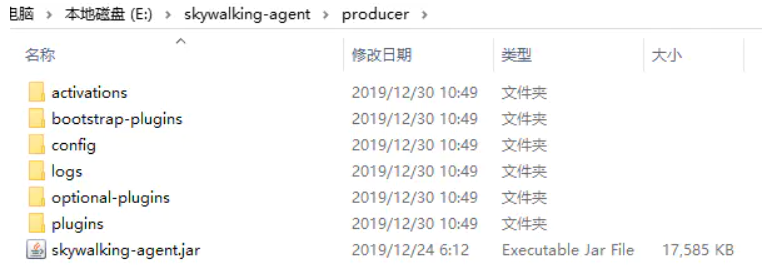 电脑 > 本地磁盘 (E:) > skywalking-agent > producer >
名称 修改日期 类型 大小
activations 2019/12/30 10:49 文件夹
bootstrap-plugins 2019/12/30 10:49 文件夹
config 2019/12/30 10:49 文件夹
logs 2019/12/30 10:49 文件夹
optional-plugins 2019/12/30 10:49 文件夹
plugins 2019/12/30 10:49 文件夹
skywalking-agent.jar 2019/12/24 6:12 Executable Jar File 17,585 KB